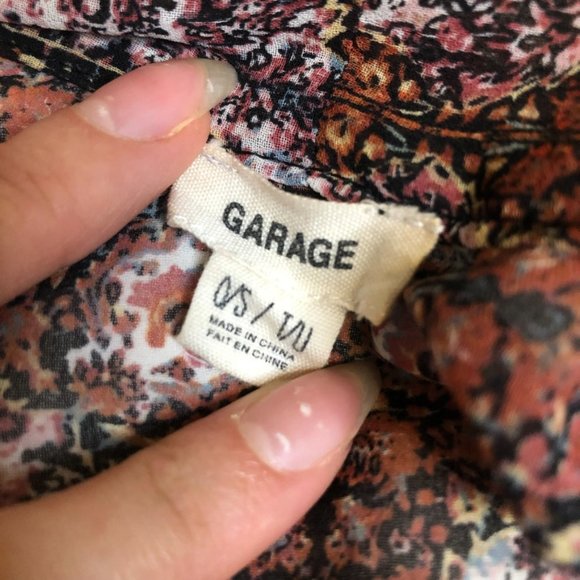 GARAGE
O/S / T/U
MADE IN CHINA
FAIT EN CHINE